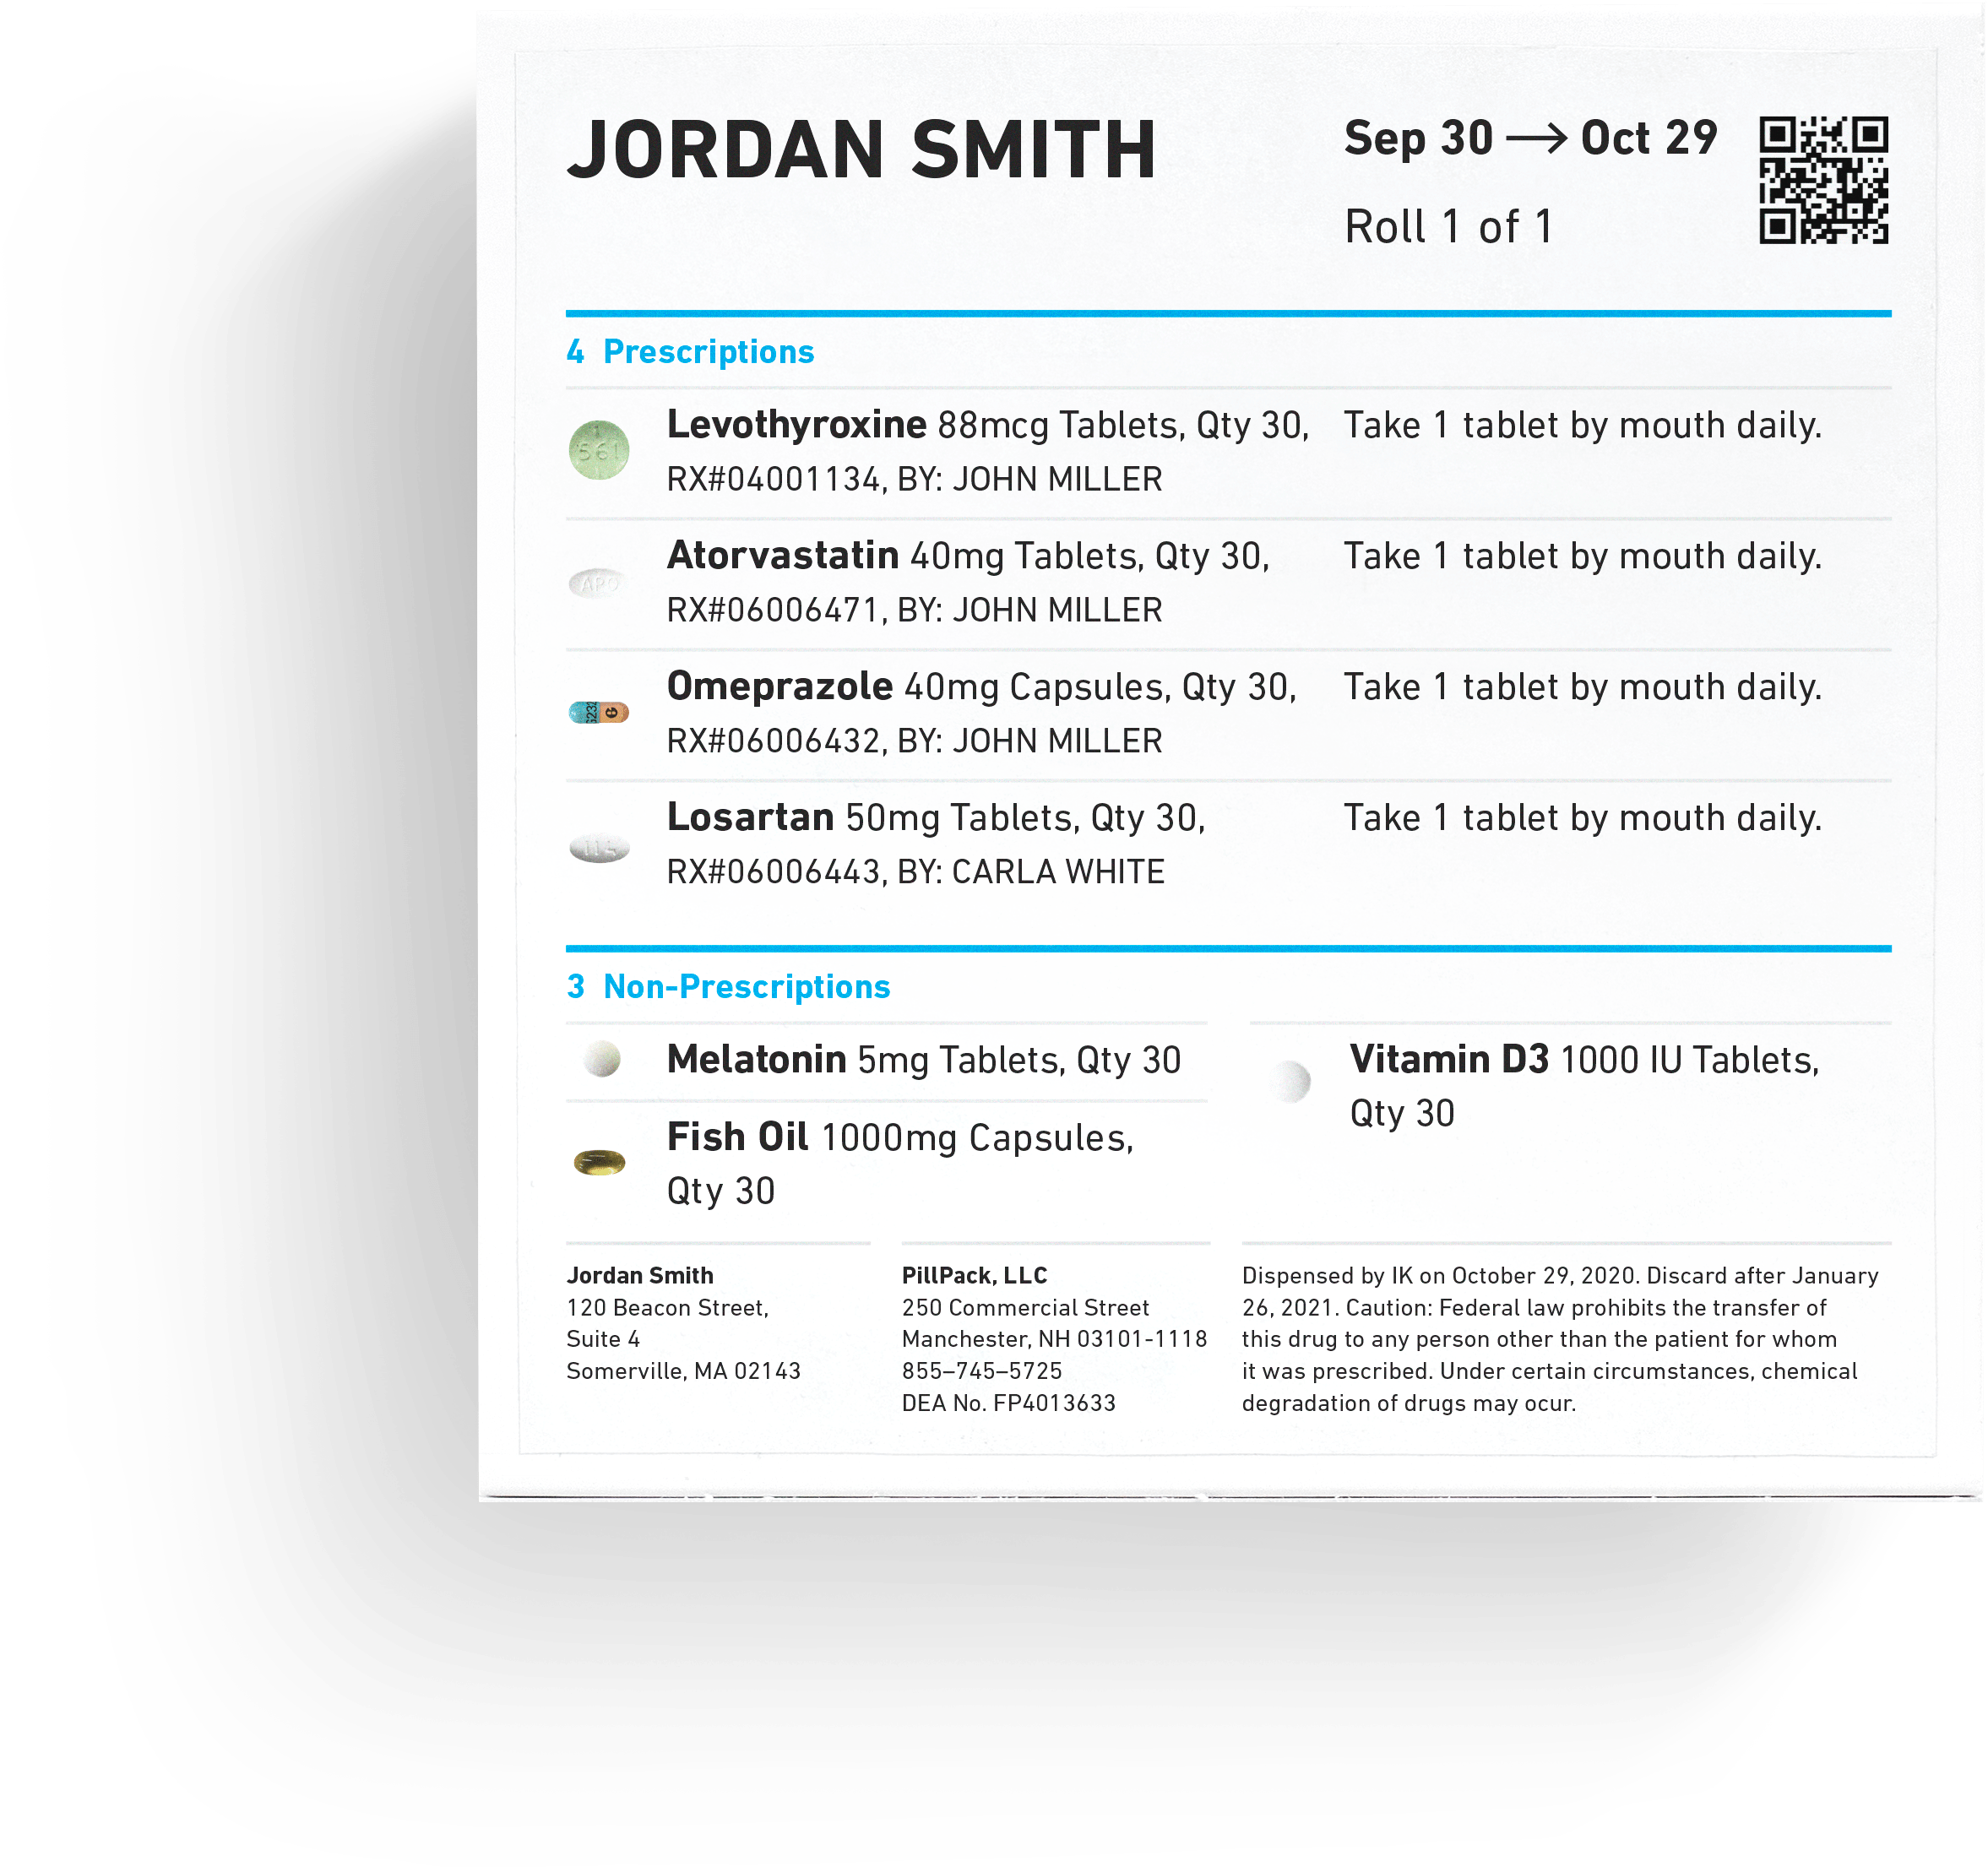 JORDAN SMITH
Sep 30 → Oct 29
Roll 1 of 1
4 Prescriptions
Levothyroxine 88mcg Tablets, Qty 30,
RX#04001134, BY: JOHN MILLER
Take 1 tablet by mouth daily.
Atorvastatin 40mg Tablets, Qty 30,
RX#06006471, BY: JOHN MILLER
Take 1 tablet by mouth daily.
Omeprazole 40mg Capsules, Qty 30,
RX#06006432, BY: JOHN MILLER
Take 1 tablet by mouth daily.
Losartan 50mg Tablets, Qty 30,
RX#06006443, BY: CARLA WHITE
Take 1 tablet by mouth daily.
3 Non-Prescriptions
Melatonin 5mg Tablets, Qty 30
Fish Oil 1000mg Capsules,
Qty 30
Vitamin D3 1000 IU Tablets,
Qty 30
Jordan Smith
120 Beacon Street,
Suite 4
Somerville, MA 02143
PillPack, LLC
250 Commercial Street
Manchester, NH 03101-1118
855–745–5725
DEA No. FP4013633
Dispensed by IK on October 29, 2020. Discard after January
26, 2021. Caution: Federal law prohibits the transfer of
this drug to any person other than the patient for whom
it was prescribed. Under certain circumstances, chemical
degradation of drugs may ocur.